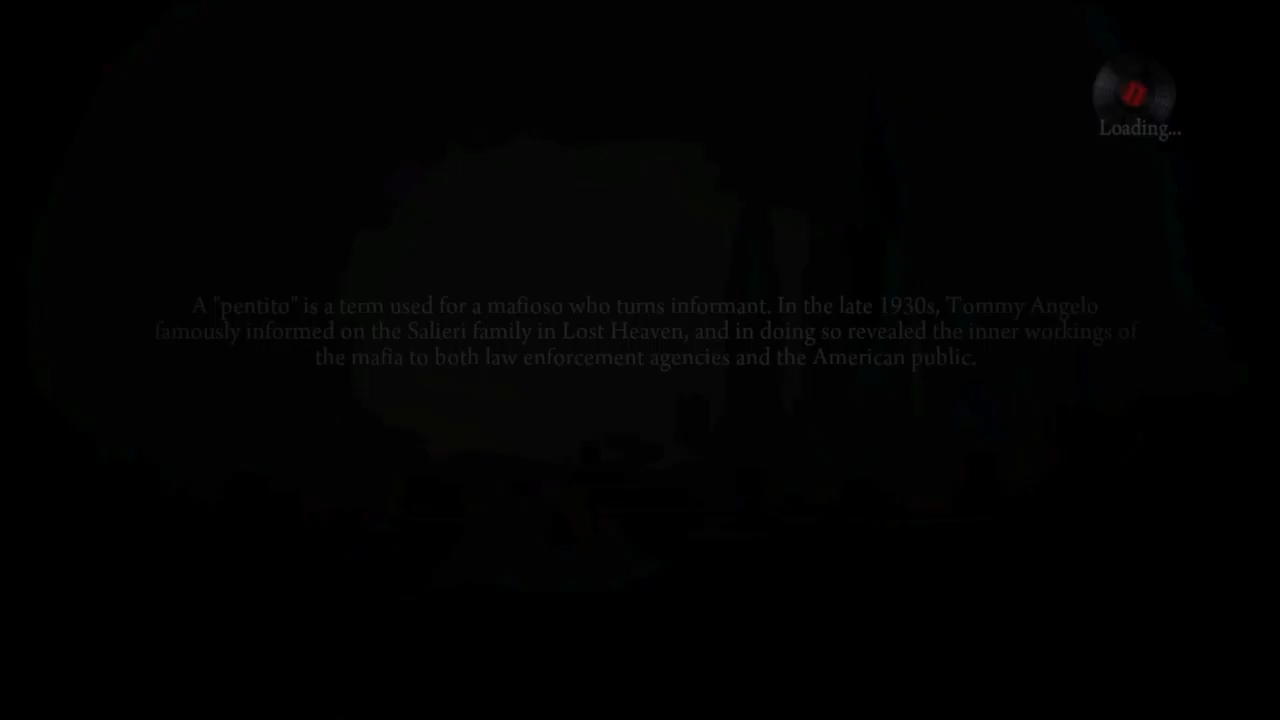 Loading...
A "pentito" is a term used for a mafioso who turns informant. In the late 1930s, Tommy Angelo
famously informed on the Salieri family in Lost Heaven, and in doing so revealed the inner workings of
the mafia to both law enforcement agencies and the American public.